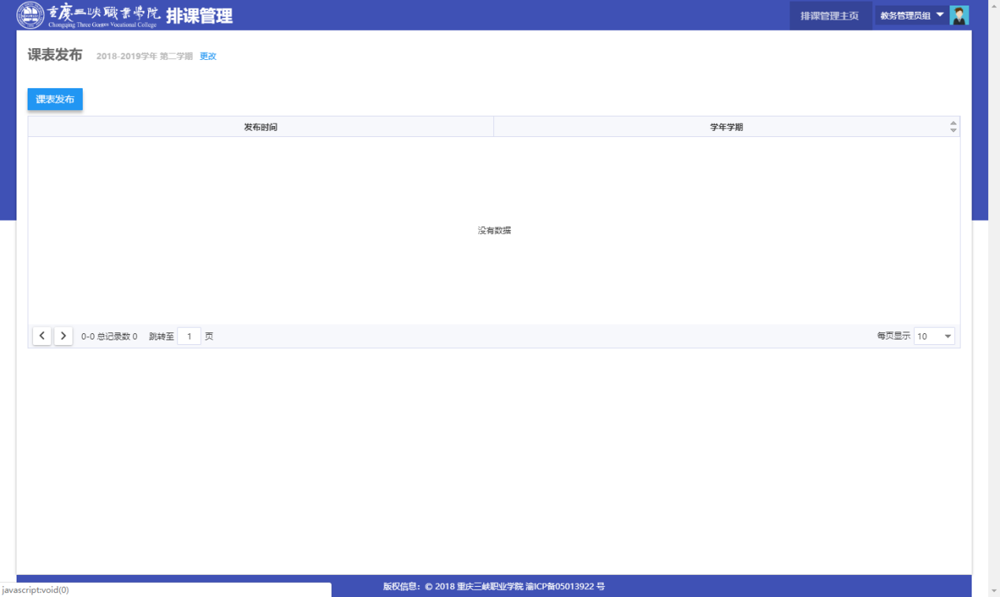 重庆三峡職業學院 排课管理
Chongqing Three Gorges Vocational College
排课管理主页 教务管理员组
课表发布 2018-2019学年 第二学期 更改
课表发布
发布时间 学年学期
没有数据
0-0 总记录数 0 跳转至 1 页 每页显示 10
版权信息：© 2018 重庆三峡职业学院 渝ICP备05013922 号
javascript:void(0)